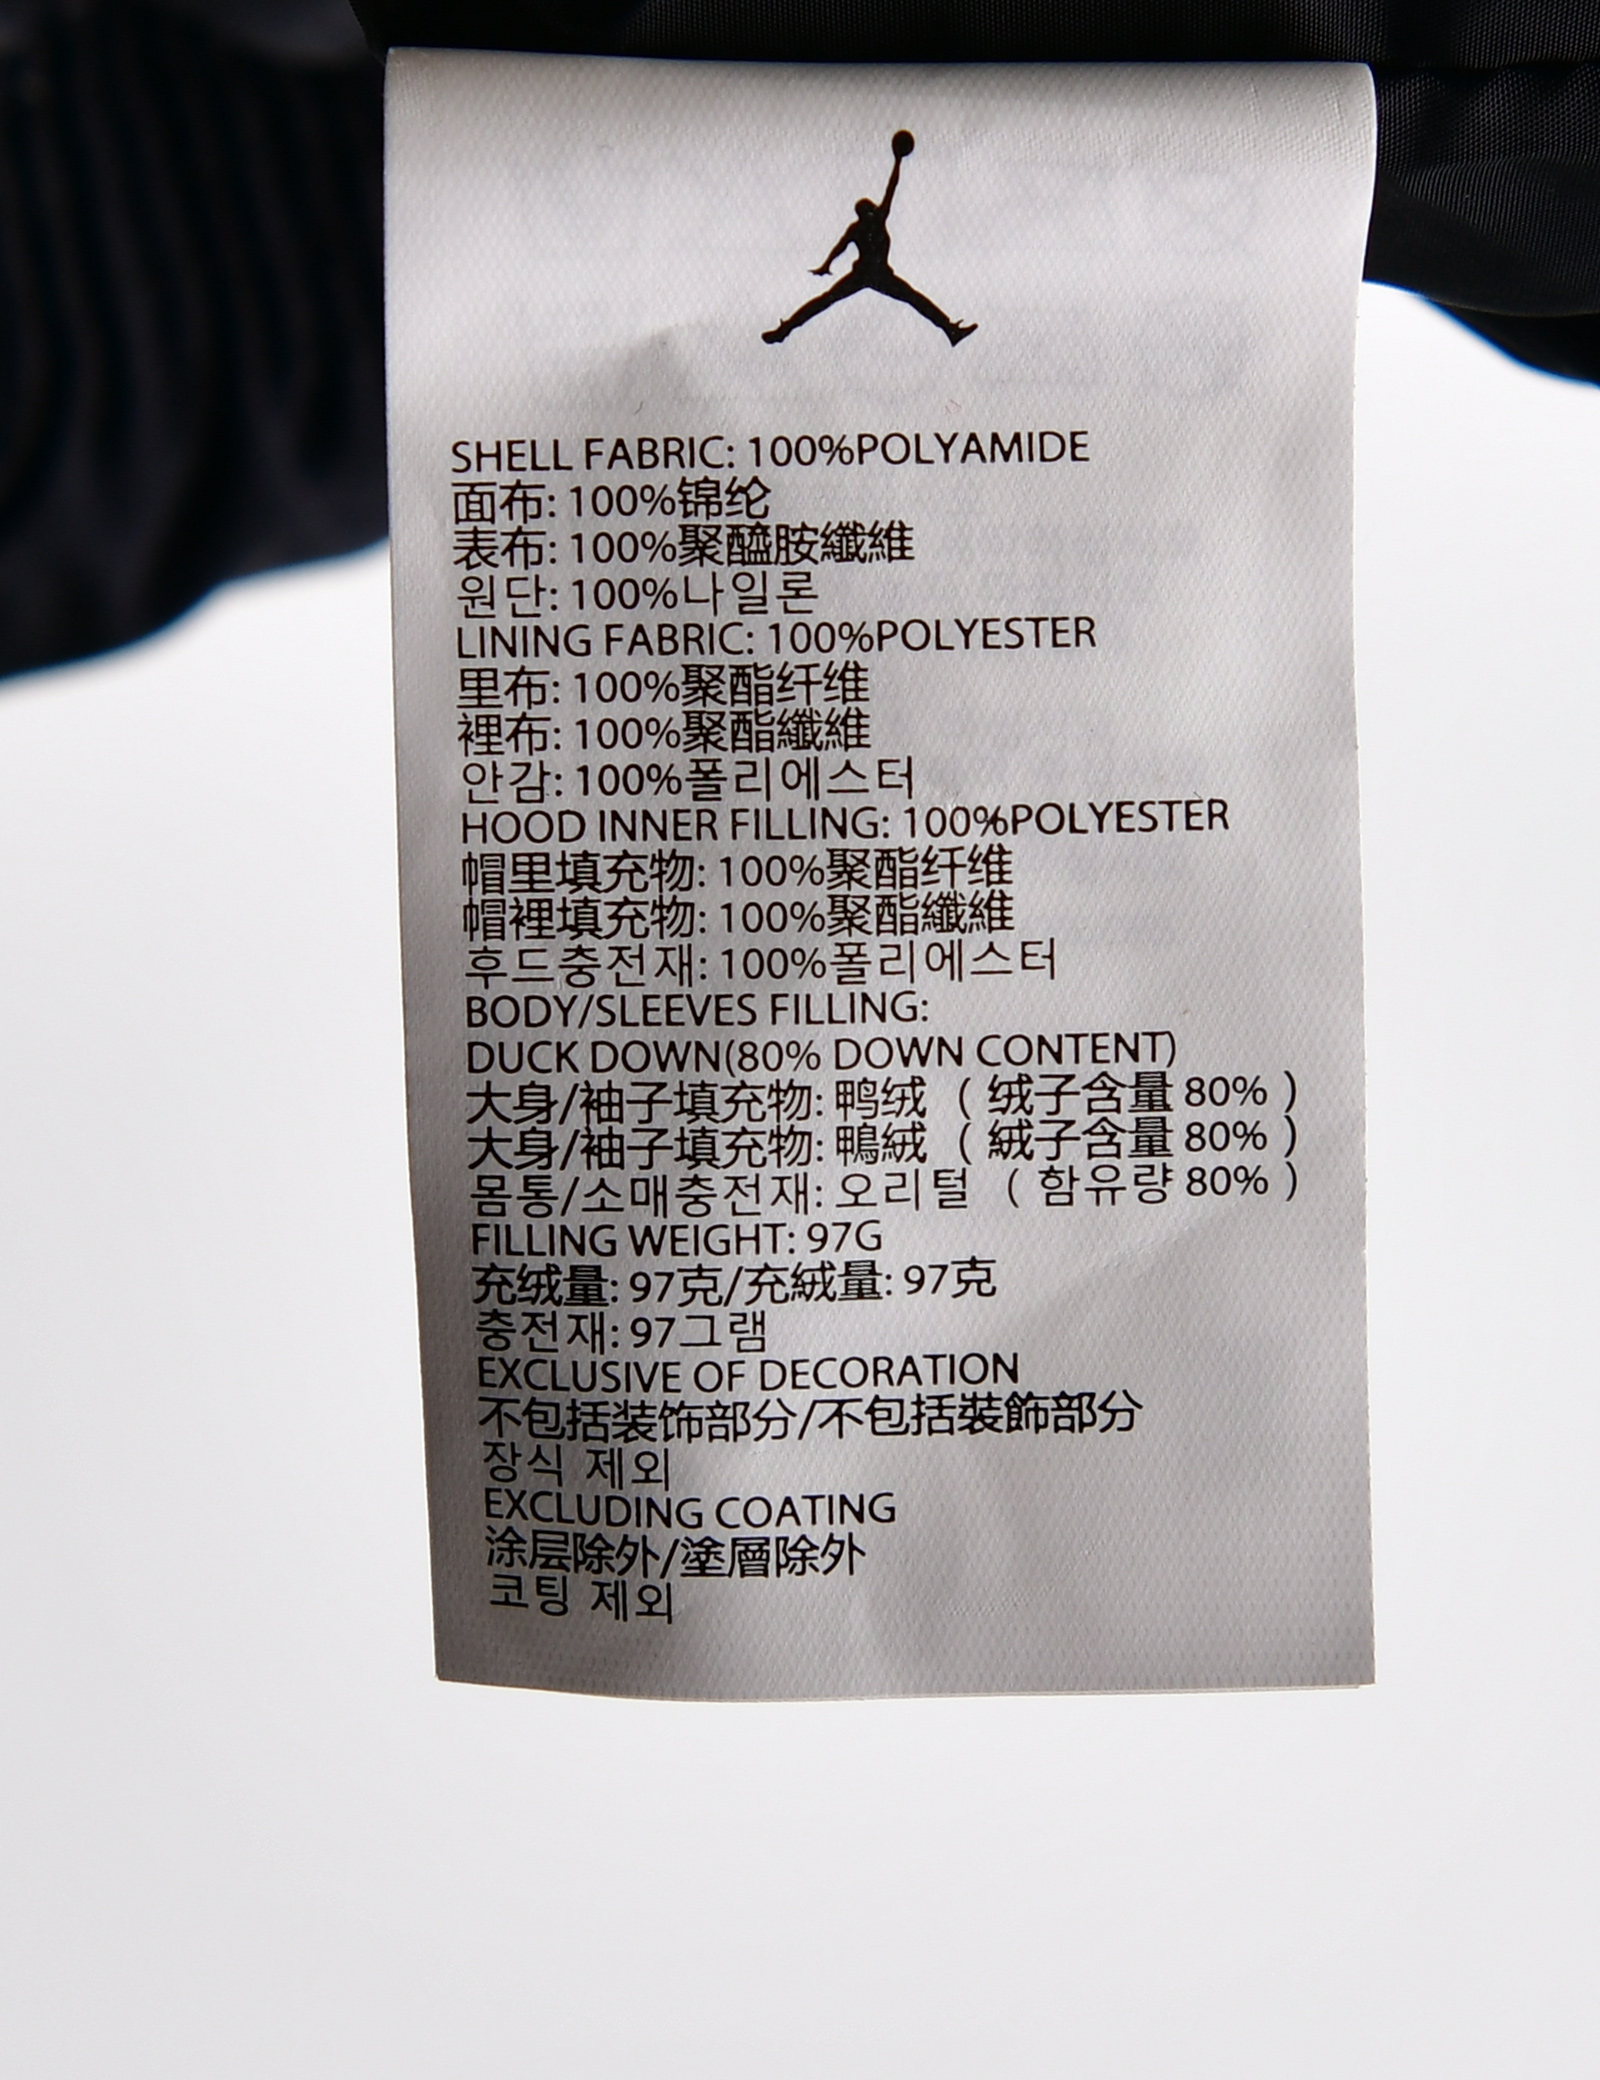 SHELL FABRIC: 100%POLYAMIDE
面布: 100%锦纶
表布: 100%聚醯胺纖維
원단: 100%나일론
LINING FABRIC: 100%POLYESTER
里布: 100%聚酯纤维
裡布: 100%聚酯纖維
안감: 100%폴리에스터
HOOD INNER FILLING: 100%POLYESTER
帽里填充物: 100%聚酯纤维
帽裡填充物: 100%聚酯纖維
후드충전재: 100%폴리에스터
BODY/SLEEVES FILLING:
DUCK DOWN(80% DOWN CONTENT)
大身/袖子填充物: 鸭绒 ( 绒子含量 80% )
大身/袖子填充物: 鴨絨 ( 絨子含量 80% )
몸통/소매충전재: 오리털 ( 함유량 80% )
FILLING WEIGHT: 97G
充绒量: 97克/充絨量: 97克
충전재: 97그램
EXCLUSIVE OF DECORATION
不包括装饰部分/不包括裝飾部分
장식 제외
EXCLUDING COATING
涂层除外/塗層除外
코팅 제외